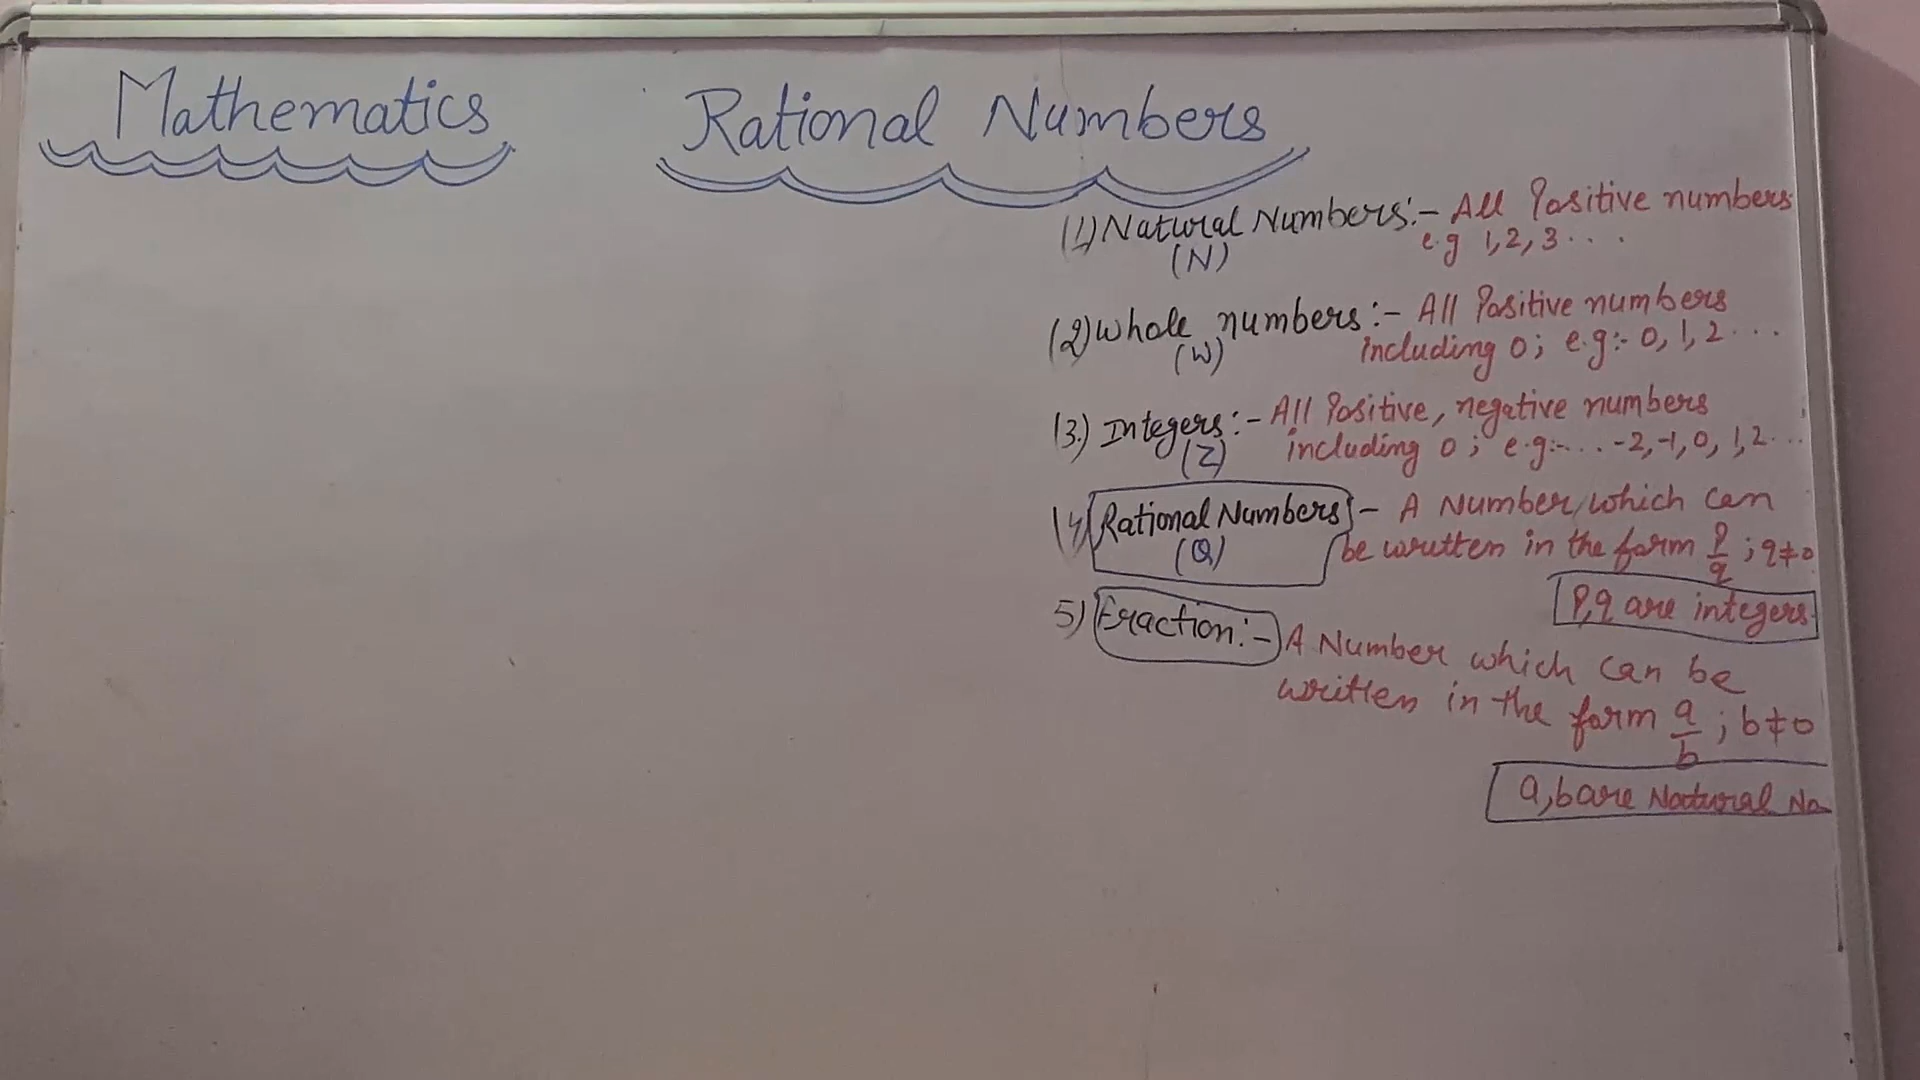 Mathematics
Rational Numbers
(1) Natural Numbers:- All Positive numbers
(N) e.g 1,2,3....
(2) Whole numbers:- All Positive numbers
(W) including 0; e.g:- 0,1,2...
(3.) Integers:- All Positive, negative numbers
(Z) including 0; e.g:-... -2,-1,0,1,2...
(4) Rational Numbers:- A Number, which can
(Q) be written in the form p/q ; q≠0
P,q are integers.
5) Fraction:- A Number which can be
written in the form a/b ; b≠0
a,b are Natural No